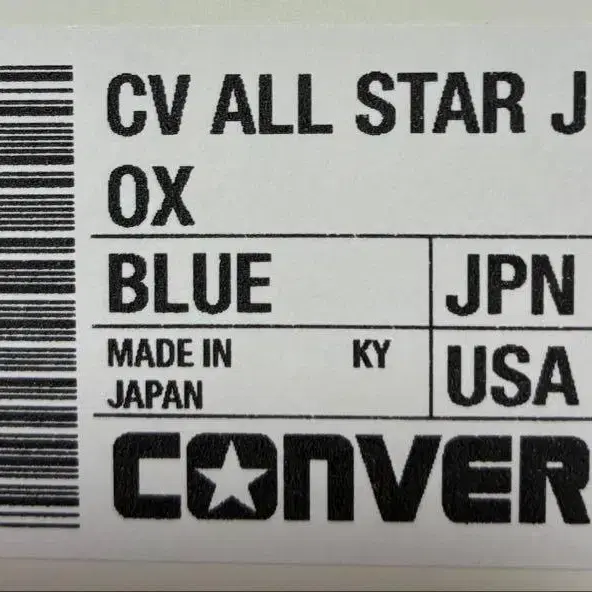 CV ALL STAR J
OX
BLUE
JPN
MADE IN KY
JAPAN
USA
CONVER